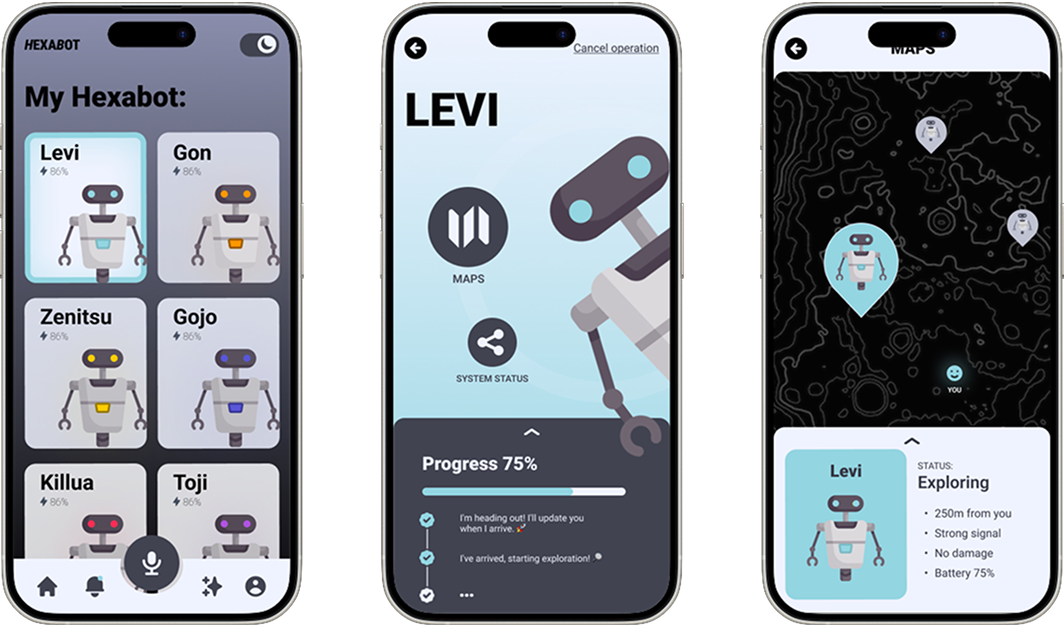 HEXABOT
My Hexabot:
Levi
86%
Gon
86%
Zenitsu
86%
Gojo
86%
Killua
86%
Toji
86%
Cancel operation
LEVI
MAPS
SYSTEM STATUS
Progress 75%
I'm heading out! I'll update you
when I arrive. 🚀
I've arrived, starting exploration!
•••
MAPS
YOU
Levi
STATUS:
Exploring
• 250m from you
• Strong signal
• No damage
• Battery 75%